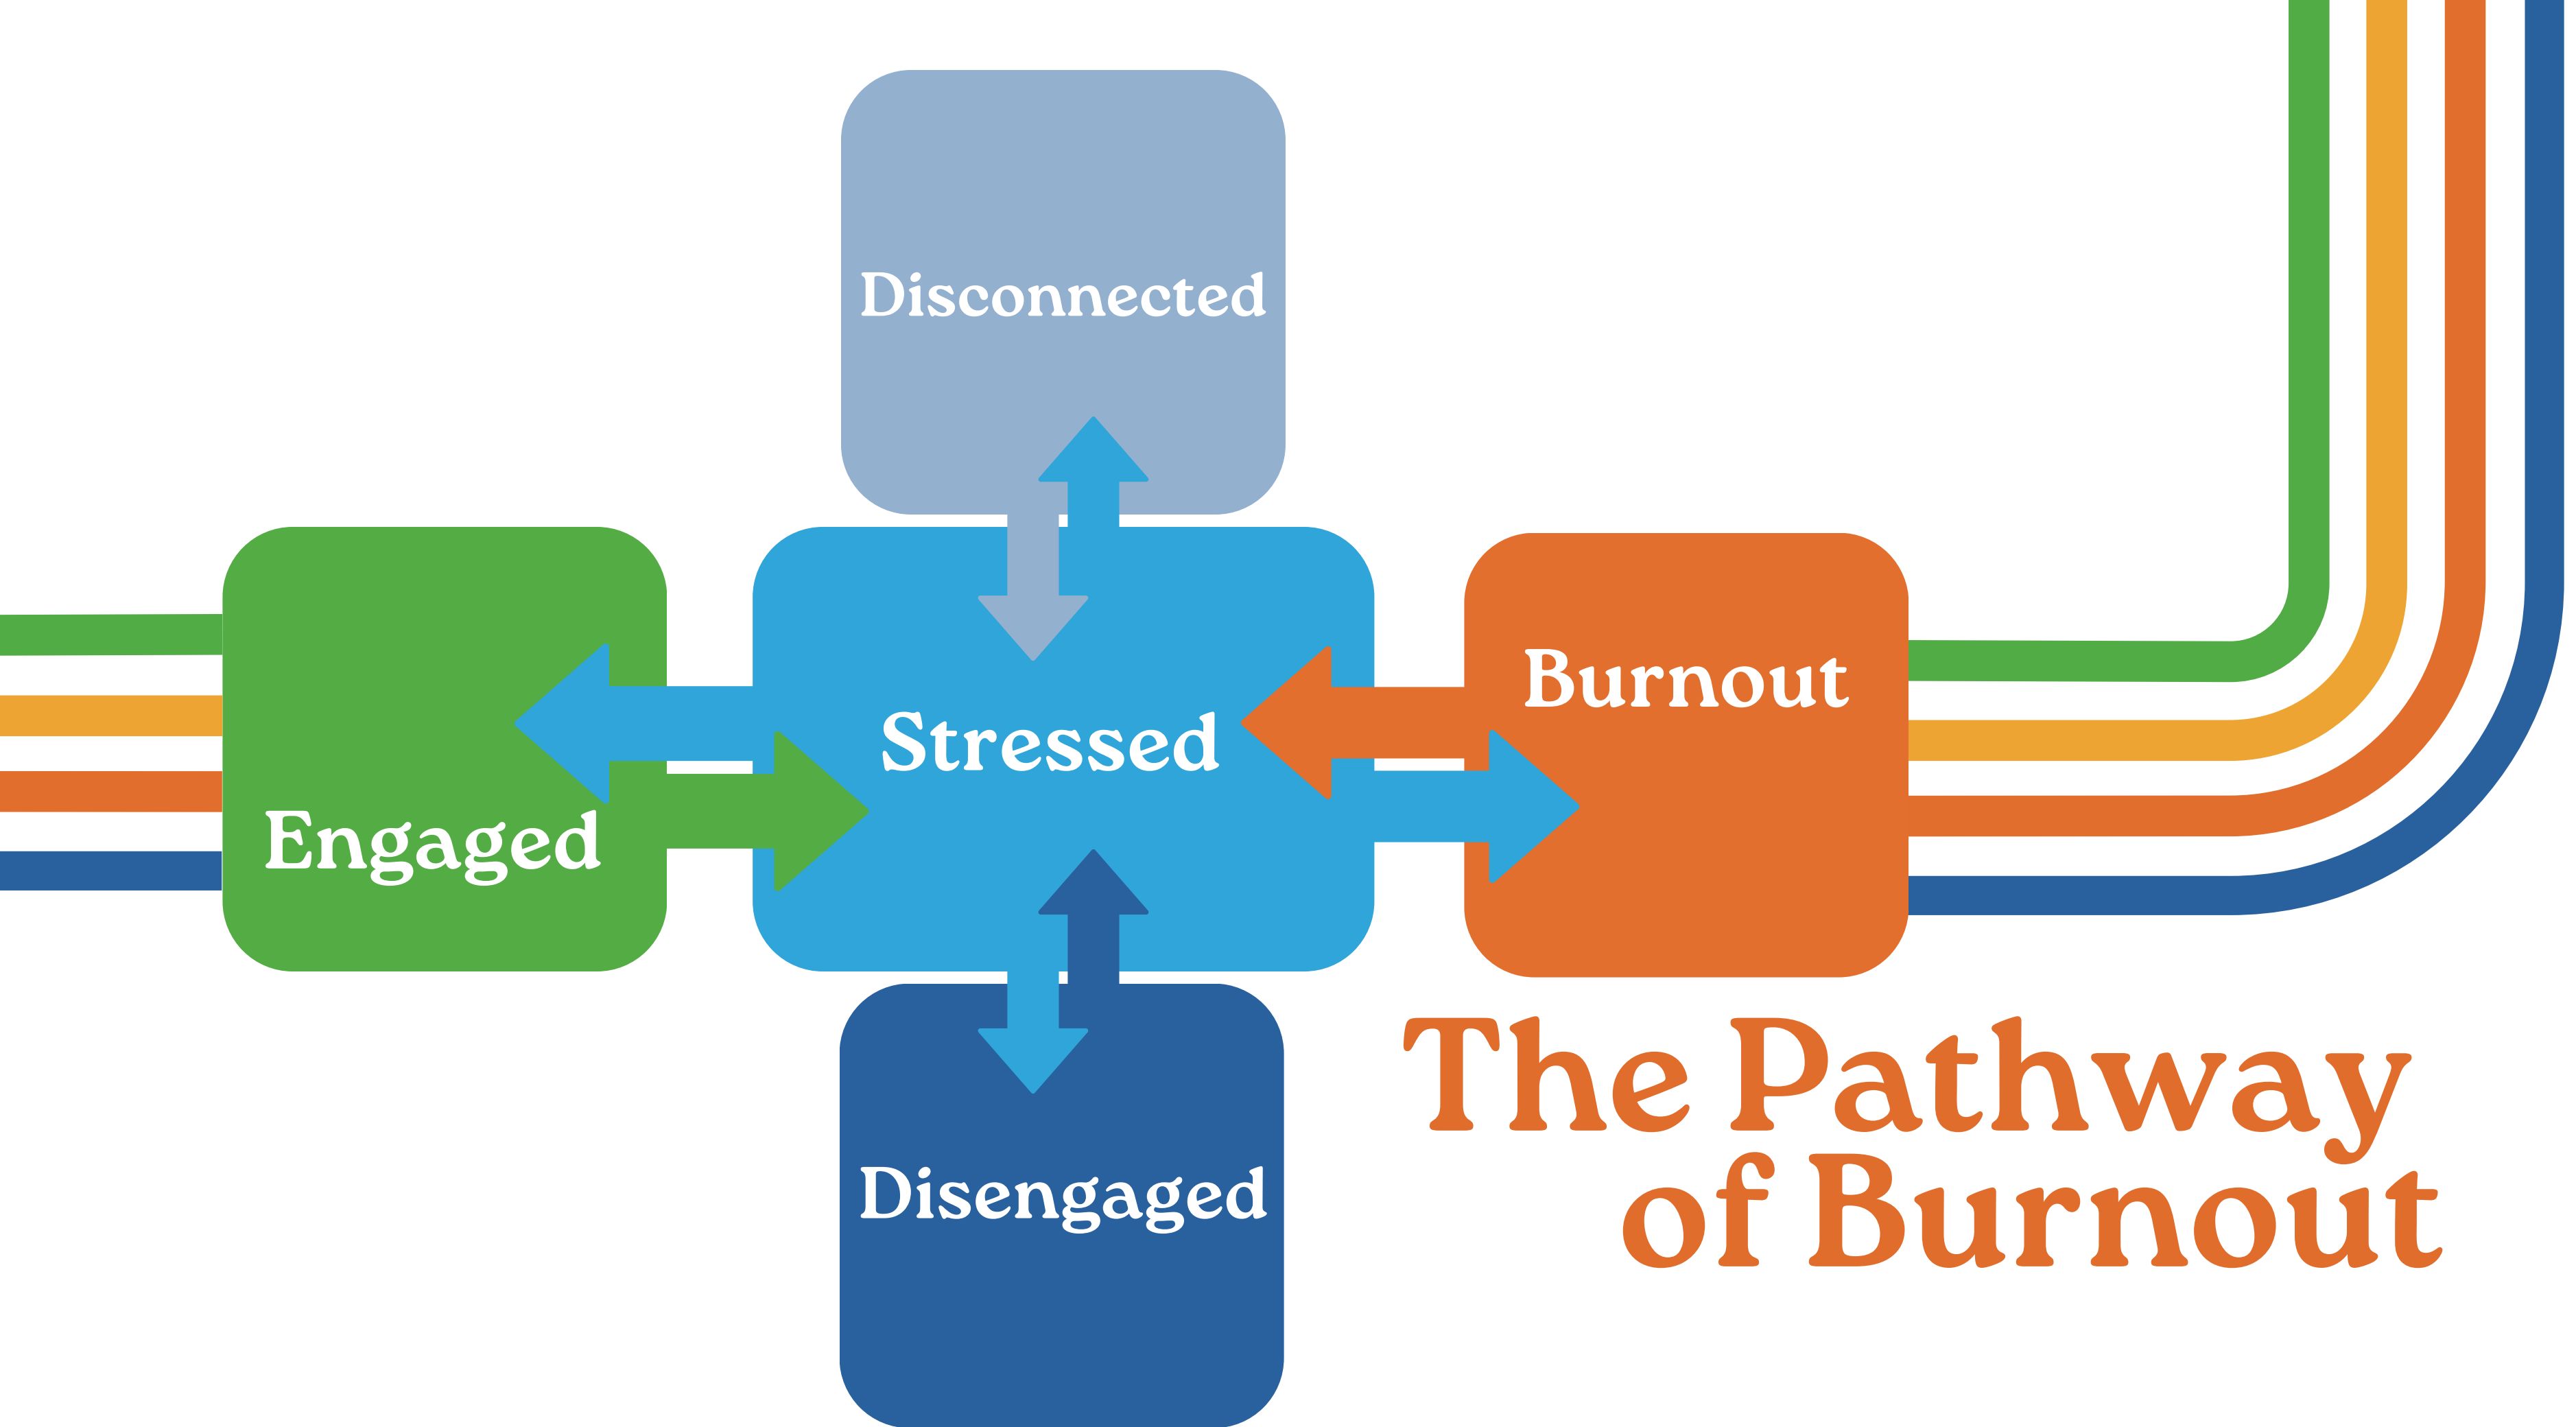 Disconnected
Burnout
Stressed
Engaged
Disengaged
The Pathway
of Burnout